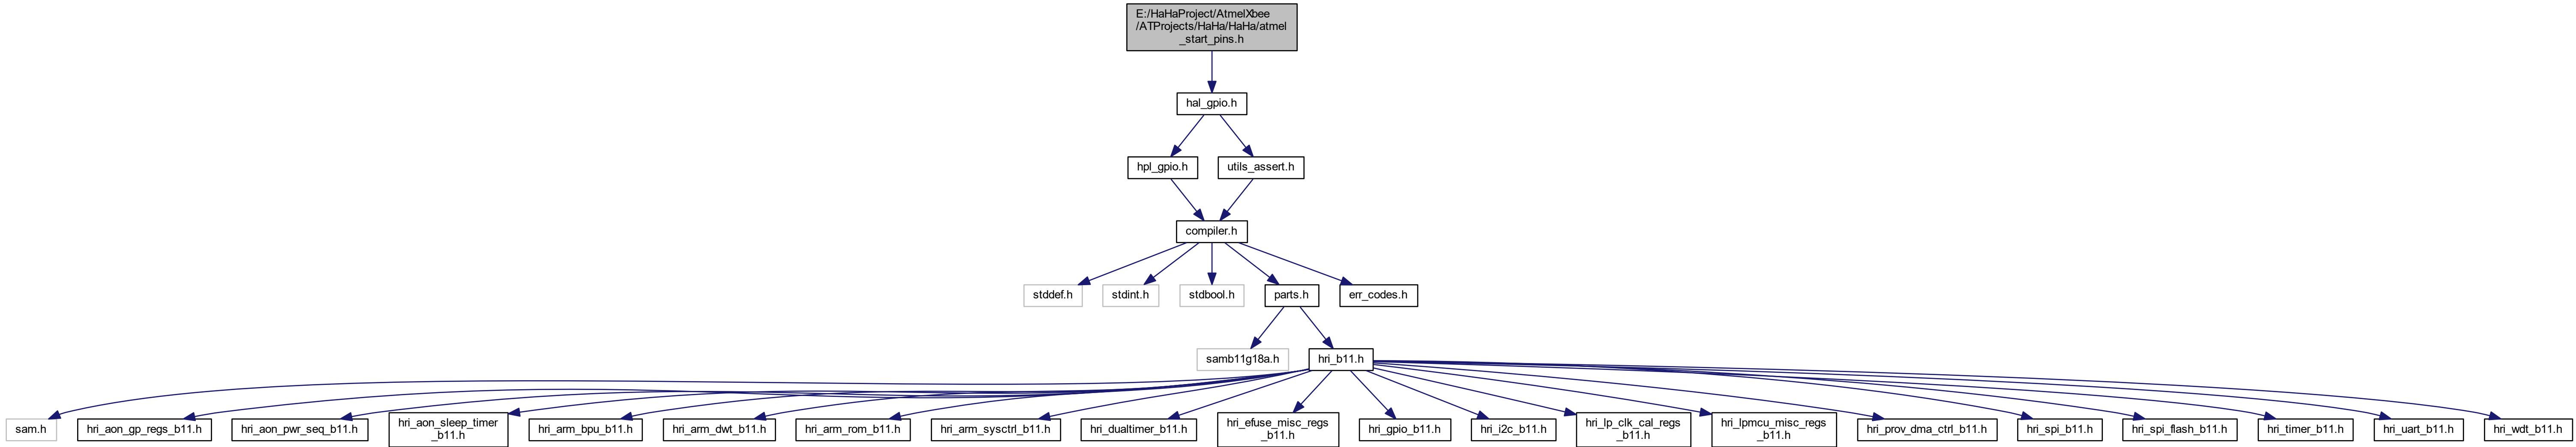 E:/HaHaProject/AtmelXbee
/ATProjects/HaHa/HaHa/atmel
_start_pins.h
hal_gpio.h
hpl_gpio.h
utils_assert.h
compiler.h
stddef.h
stdint.h
stdbool.h
parts.h
err_codes.h
samb11g18a.h
hri_b11.h
sam.h
hri_aon_gp_regs_b11.h
hri_aon_pwr_seq_b11.h
hri_aon_sleep_timer
_b11.h
hri_arm_bpu_b11.h
hri_arm_dwt_b11.h
hri_arm_rom_b11.h
hri_arm_sysctrl_b11.h
hri_dualtimer_b11.h
hri_efuse_misc_regs
_b11.h
hri_gpio_b11.h
hri_i2c_b11.h
hri_lp_clk_cal_regs
_b11.h
hri_lpmcu_misc_regs
_b11.h
hri_prov_dma_ctrl_b11.h
hri_spi_b11.h
hri_spi_flash_b11.h
hri_timer_b11.h
hri_uart_b11.h
hri_wdt_b11.h